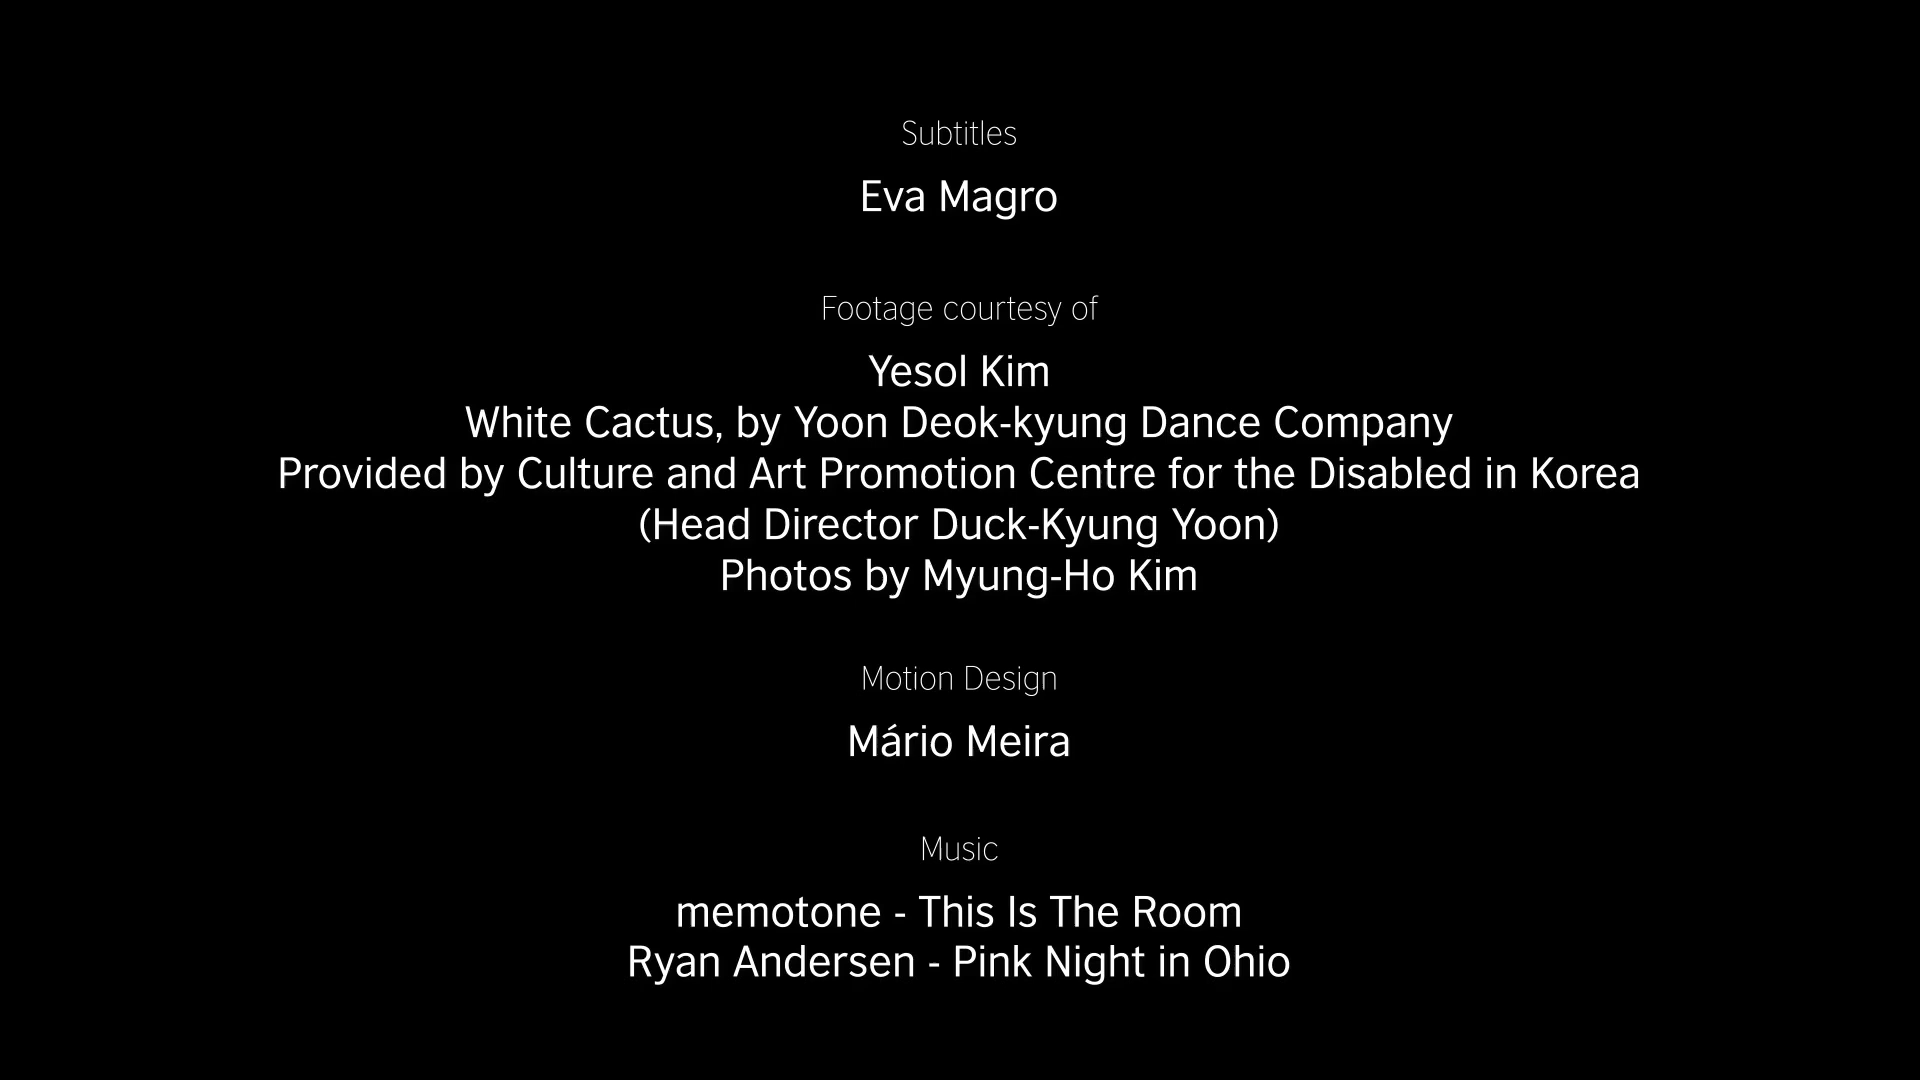 Subtitles
Eva Magro
Footage courtesy of
Yesol Kim
White Cactus, by Yoon Deok-kyung Dance Company
Provided by Culture and Art Promotion Centre for the Disabled in Korea
(Head Director Duck-Kyung Yoon)
Photos by Myung-Ho Kim
Motion Design
Mário Meira
Music
memotone - This Is The Room
Ryan Andersen - Pink Night in Ohio